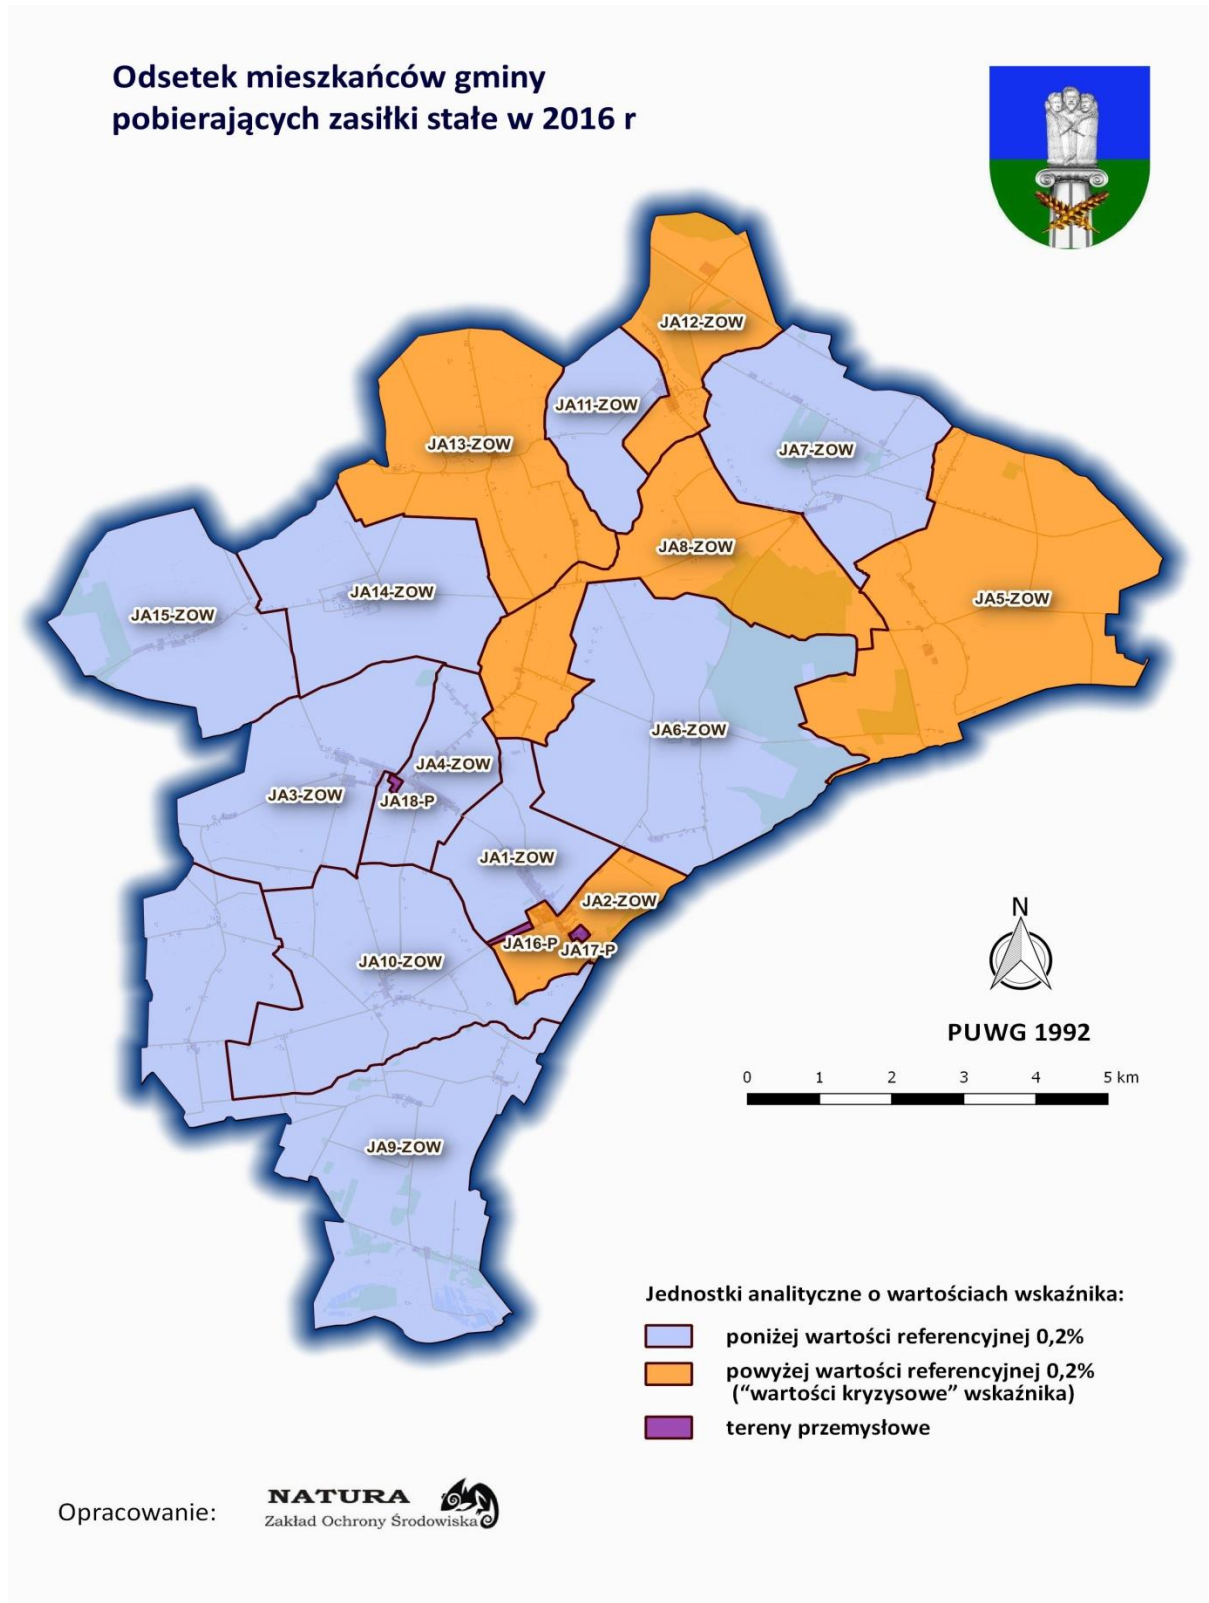 Odsetek mieszkańców gminy
pobierających zasiłki stałe w 2016 r
JA12-ZOW
JA11-ZOW
JA13-ZOW
JA7-ZOW
JA8-ZOW
JA5-ZOW
JA14-ZOW
JA15-ZOW
JA6-ZOW
JA4-ZOW
JA3-ZOW
JA18-P
JA1-ZOW
JA2-ZOW
JA16-P
JA17-P
JA10-ZOW
N
PUWG 1992
0 1 2 3 4 5 km
JA9-ZOW
Jednostki analityczne o wartościach wskaźnika:
poniżej wartości referencyjnej 0,2%
powyżej wartości referencyjnej 0,2%
("wartości kryzysowe" wskaźnika)
tereny przemysłowe
Opracowanie:
NATURA
Zakład Ochrony Środowiska